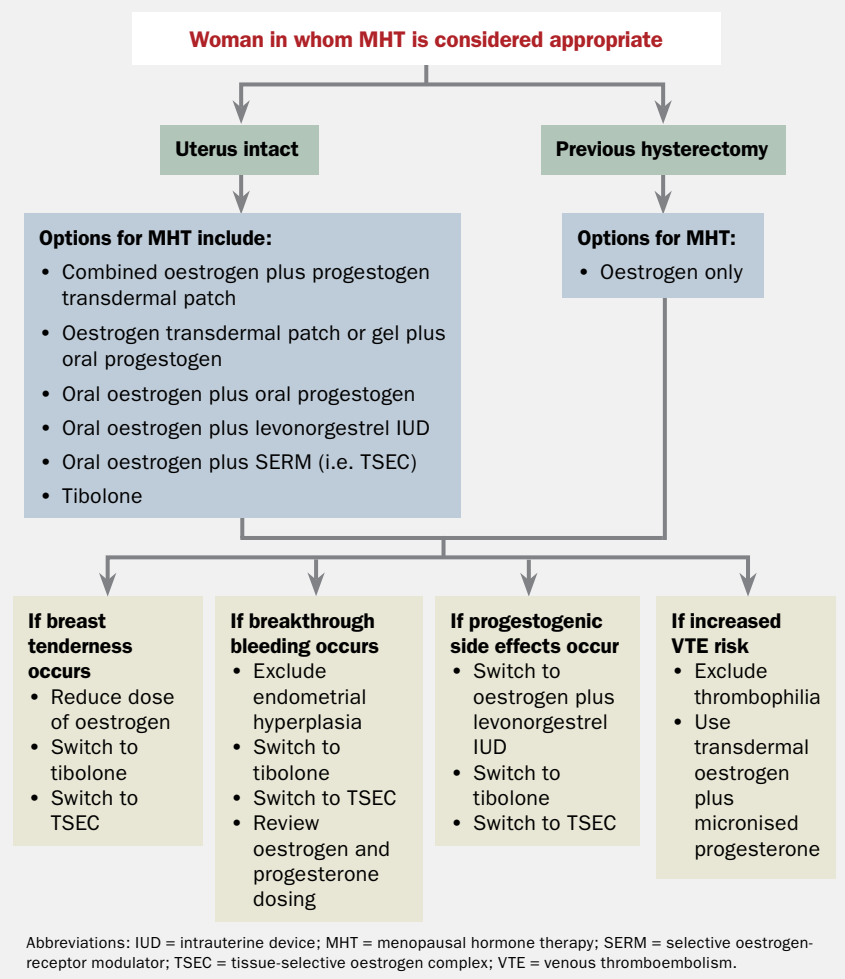 Woman in whom MHT is considered appropriate
Uterus intact
Previous hysterectomy
Options for MHT include:
• Combined oestrogen plus progestogen
transdermal patch
• Oestrogen transdermal patch or gel plus
oral progestogen
• Oral oestrogen plus oral progestogen
• Oral oestrogen plus levonorgestrel IUD
• Oral oestrogen plus SERM (i.e. TSEC)
• Tibolone
Options for MHT:
• Oestrogen only
If breast
tenderness
occurs
• Reduce dose
of oestrogen
• Switch to
tibolone
• Switch to
TSEC
If breakthrough
bleeding occurs
• Exclude
endometrial
hyperplasia
• Switch to
tibolone
• Switch to TSEC
• Review
oestrogen and
progesterone
dosing
If progestogenic
side effects occur
• Switch to
oestrogen plus
levonorgestrel
IUD
• Switch to
tibolone
• Switch to TSEC
If increased
VTE risk
• Exclude
thrombophilia
• Use
transdermal
oestrogen
plus
micronised
progesterone
Abbreviations: IUD = intrauterine device; MHT = menopausal hormone therapy; SERM = selective oestrogen-
receptor modulator; TSEC = tissue-selective oestrogen complex; VTE = venous thromboembolism.